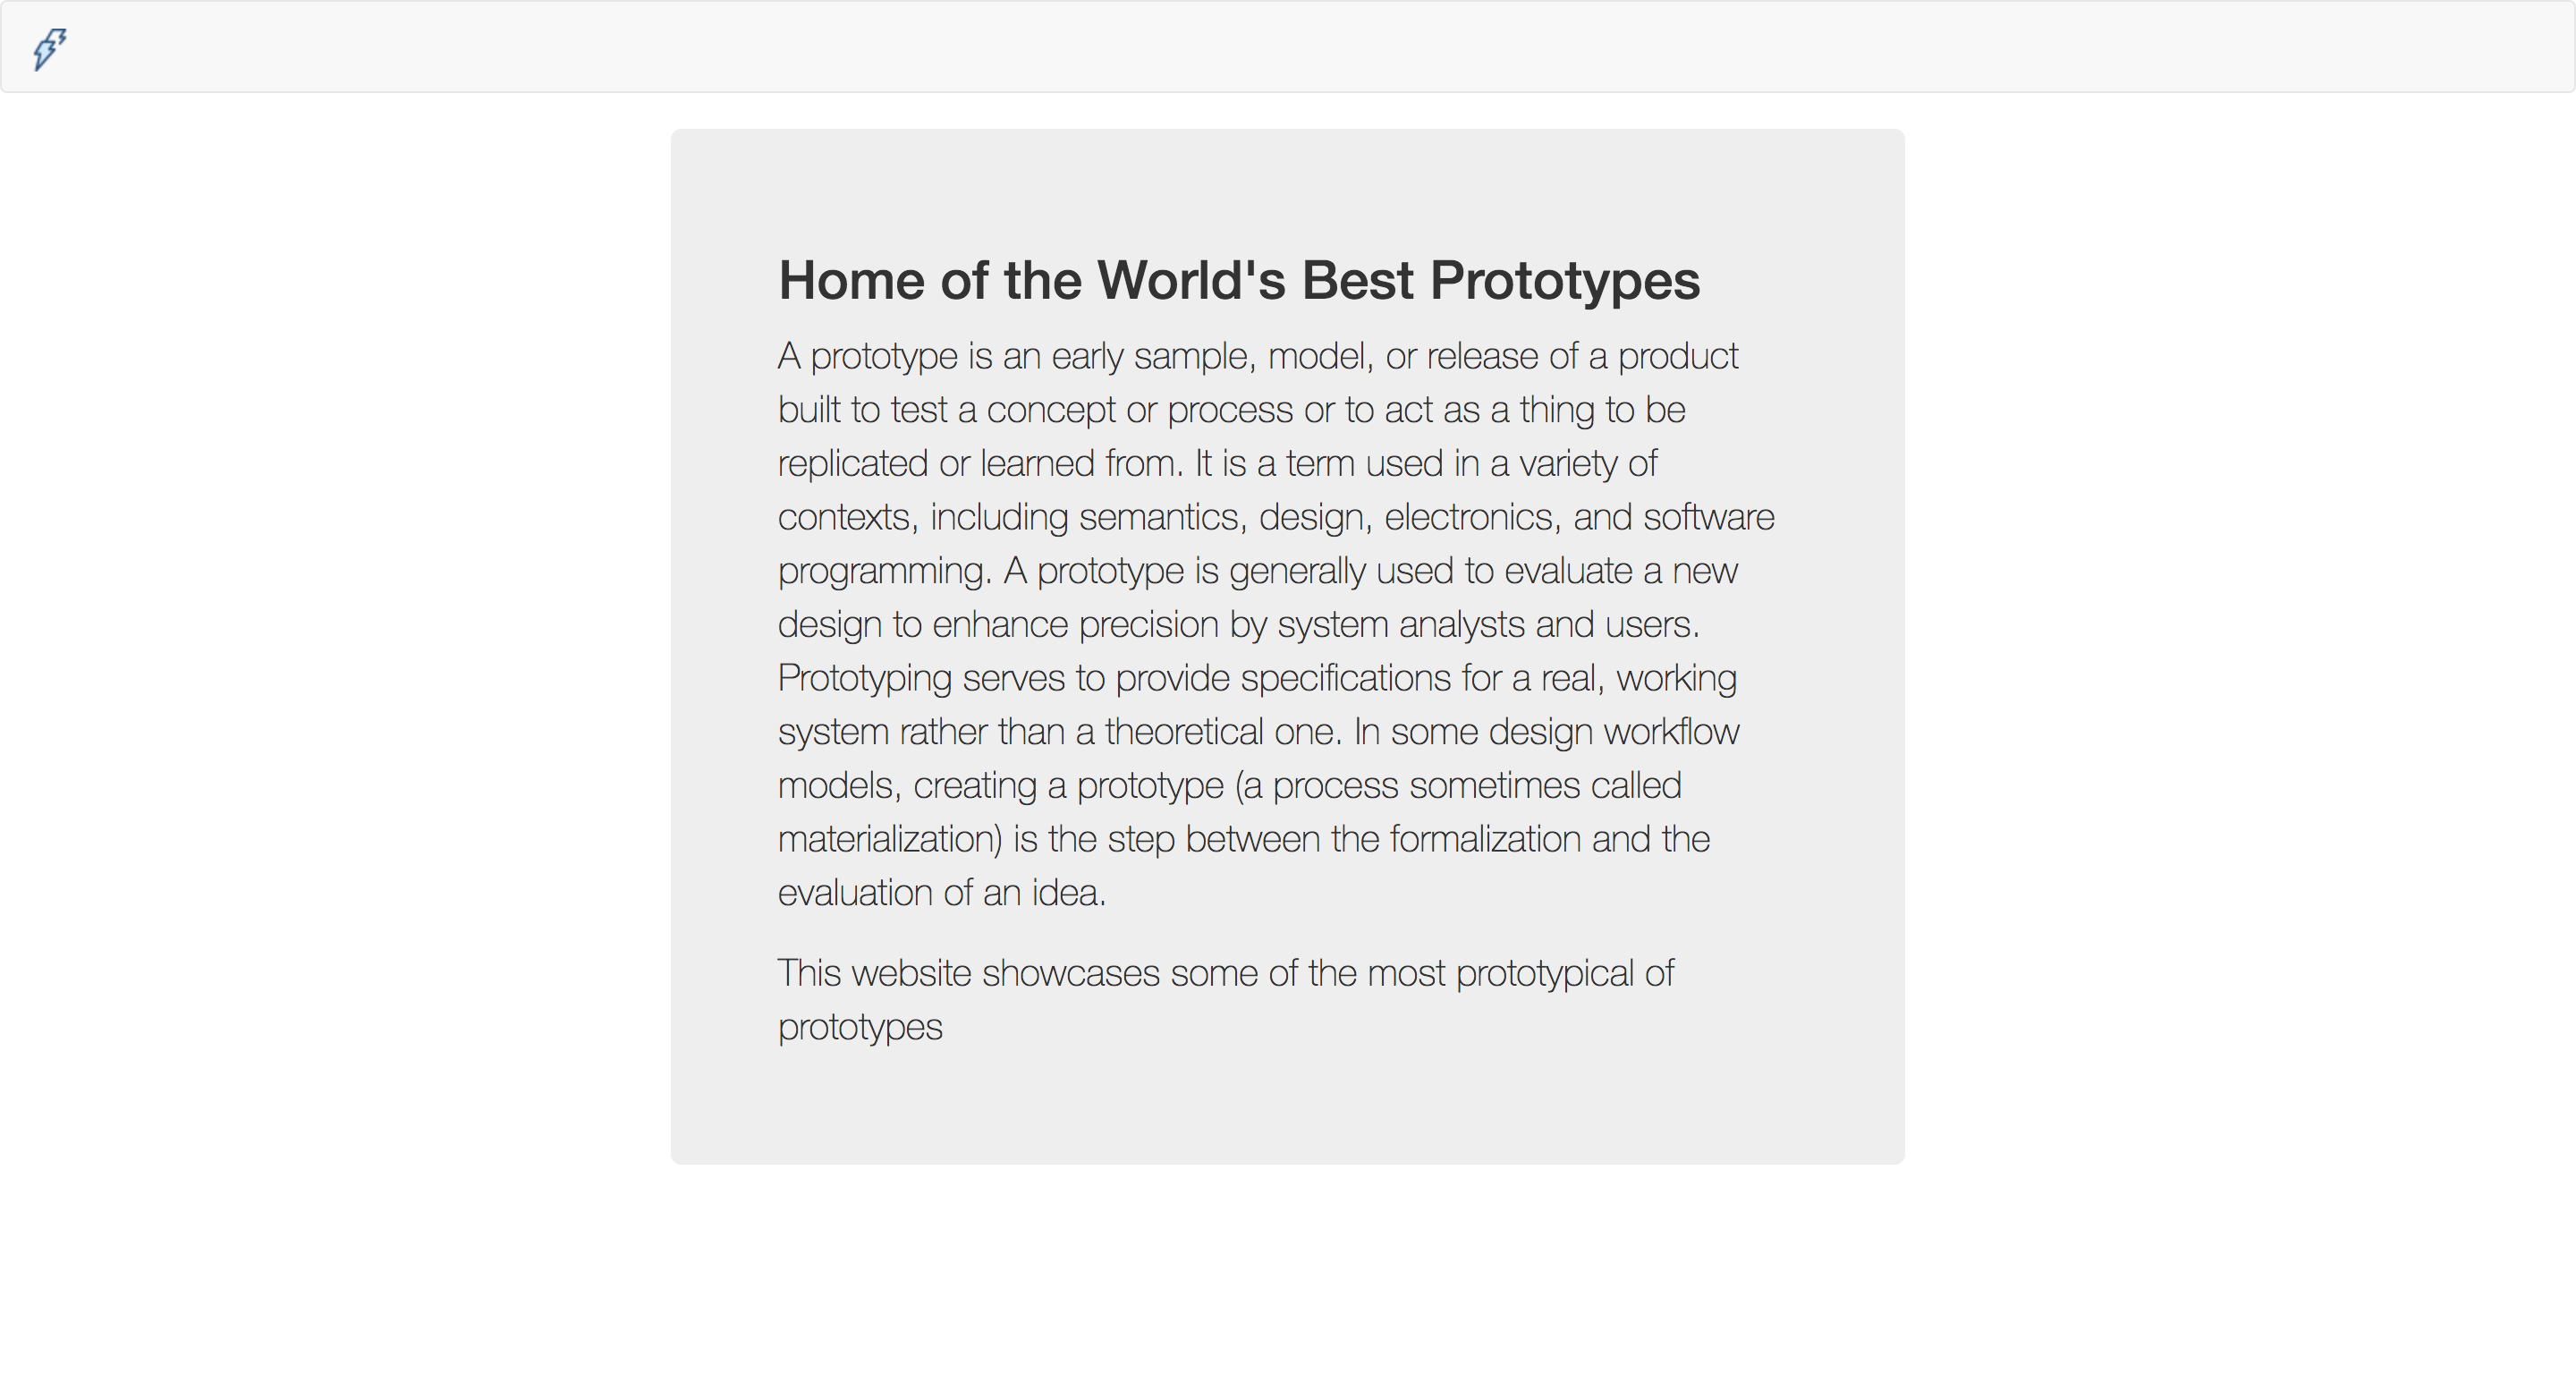 Home of the World's Best Prototypes
A prototype is an early sample, model, or release of a product
built to test a concept or process or to act as a thing to be
replicated or learned from. It is a term used in a variety of
contexts, including semantics, design, electronics, and software
programming. A prototype is generally used to evaluate a new
design to enhance precision by system analysts and users.
Prototyping serves to provide specifications for a real, working
system rather than a theoretical one. In some design workflow
models, creating a prototype (a process sometimes called
materialization) is the step between the formalization and the
evaluation of an idea.
This website showcases some of the most prototypical of
prototypes